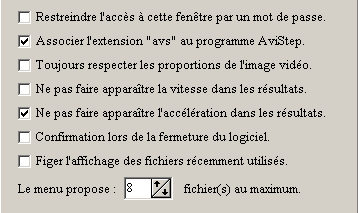 Restreindre l'accès à cette fenêtre par un mot de passe.
Associer l'extension "avs" au programme AviStep.
Toujours respecter les proportions de l'image vidéo.
Ne pas faire apparaître la vitesse dans les résultats.
Ne pas faire apparaître l'accélération dans les résultats.
Confirmation lors de la fermeture du logiciel.
Figer l'affichage des fichiers récemment utilisés.
Le menu propose : 8 fichier(s) au maximum.